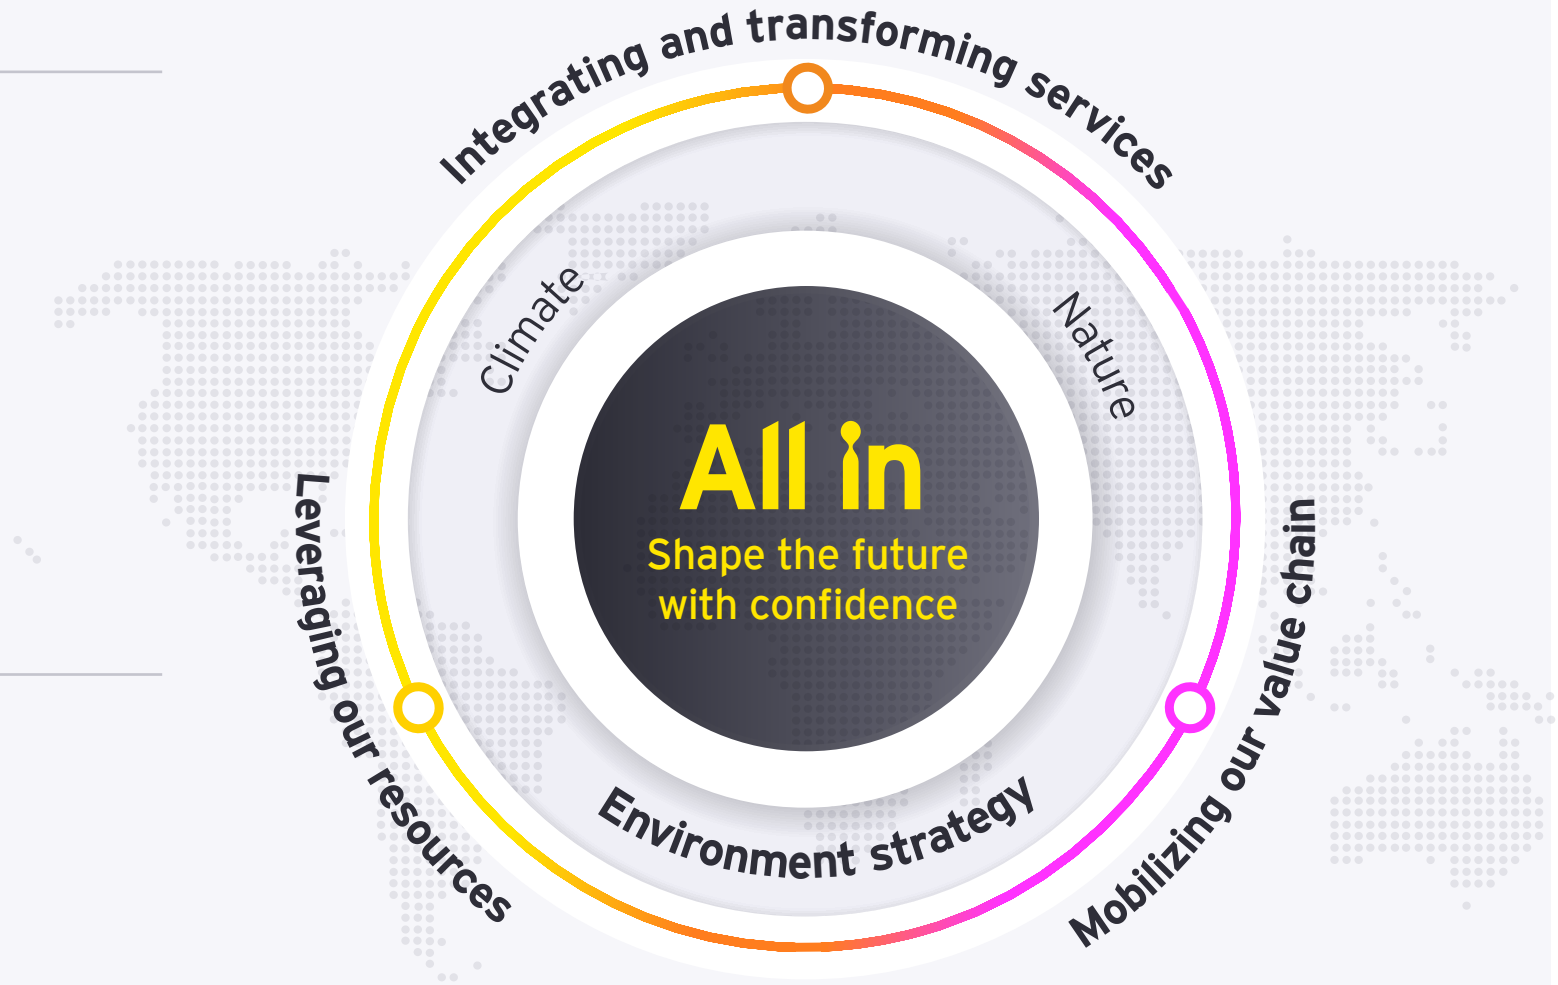 Integrating and transforming services
Climate
Nature
All in
Shape the future
with confidence
Leveraging our resources
Mobilizing our value chain
Environment strategy